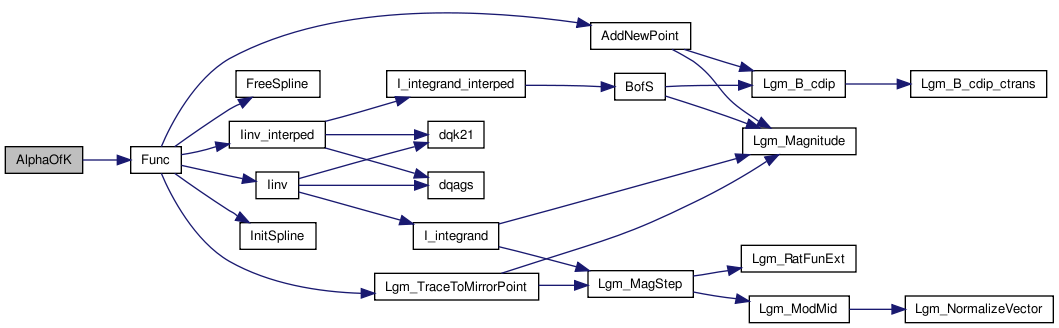 AlphaOfK
Func
AddNewPoint
FreeSpline
Iinv_interped
Iinv
InitSpline
Lgm_TraceToMirrorPoint
I_integrand_interped
dqk21
dqags
I_integrand
BofS
Lgm_MagStep
Lgm_B_cdip
Lgm_Magnitude
Lgm_RatFunExt
Lgm_ModMid
Lgm_B_cdip_ctrans
Lgm_NormalizeVector